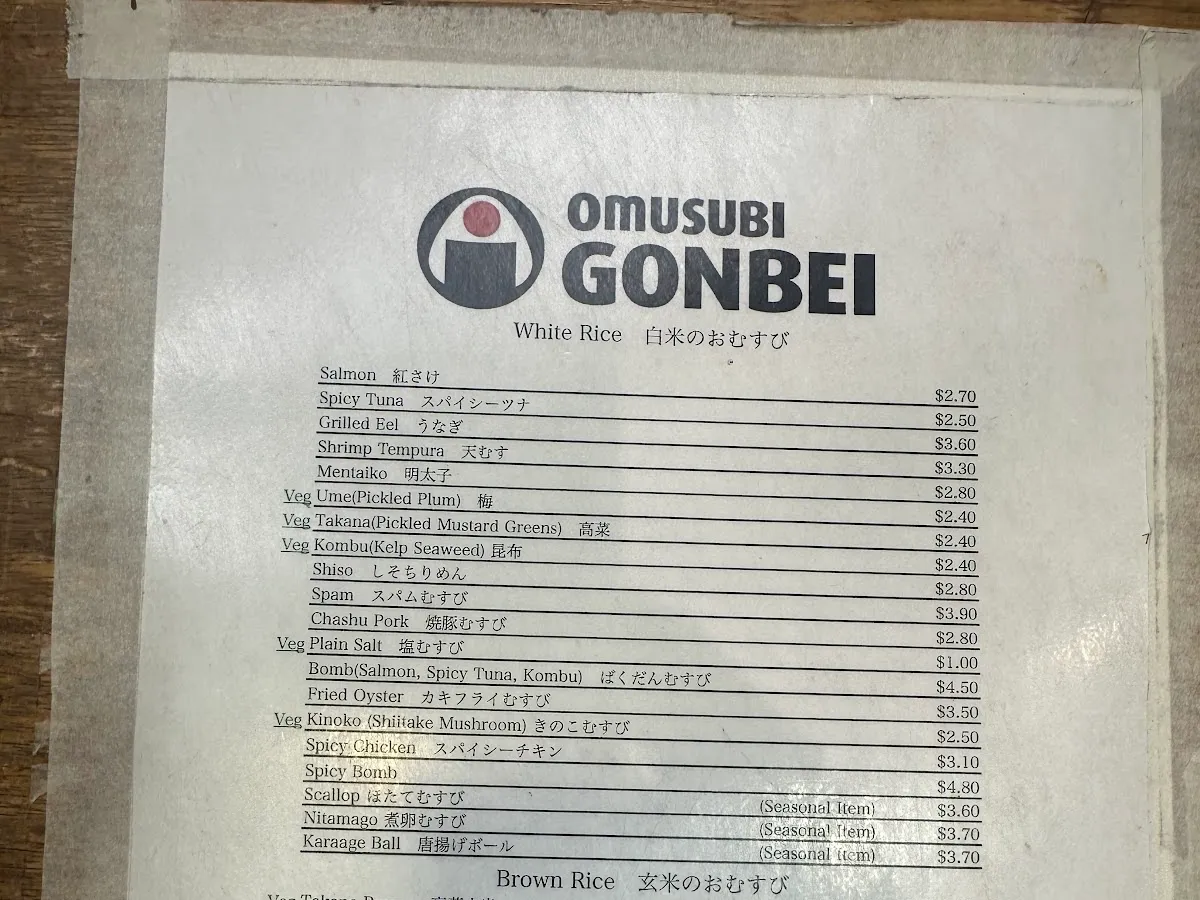 OMUSUBI
GONBEI
White Rice 白米のおむすび
Salmon 紅さけ $2.70
Spicy Tuna スパイシーツナ $2.50
Grilled Eel うなぎ $3.60
Shrimp Tempura 天むす $3.30
Mentaiko 明太子 $2.80
Veg Ume(Pickled Plum) 梅 $2.40
Veg Takana(Pickled Mustard Greens) 高菜 $2.40
Veg Kombu(Kelp Seaweed) 昆布 $2.40
Shiso しそちりめん $2.80
Spam スパムむすび $3.90
Chashu Pork 焼豚むすび $2.80
Veg Plain Salt 塩むすび $1.00
Bomb(Salmon, Spicy Tuna, Kombu) ばくだんむすび $4.50
Fried Oyster カキフライむすび $3.50
Veg Kinoko (Shiitake Mushroom) きのこむすび $2.50
Spicy Chicken スパイシーチキン $3.10
Spicy Bomb $4.80
Scallop ほたてむすび (Seasonal Item) $3.60
Nitamago 煮卵むすび (Seasonal Item) $3.70
Karaage Ball 唐揚げボール (Seasonal Item) $3.70
Brown Rice 玄米のおむすび